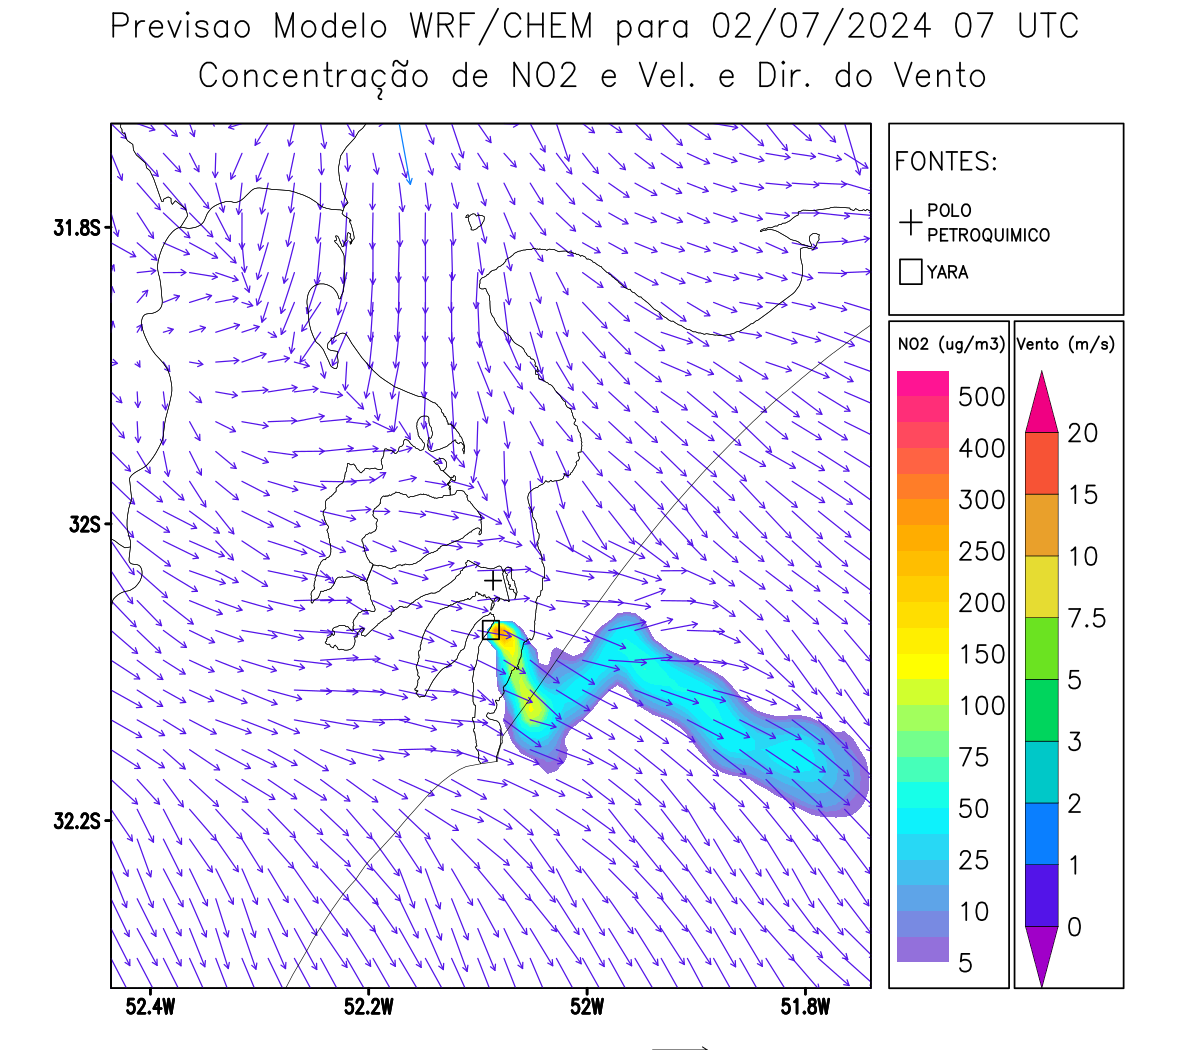 Previsao Modelo WRF/CHEM para 02/07/2024 07 UTC
Concentração de NO2 e Vel. e Dir. do Vento
FONTES:
POLO
PETROQUIMICO
YARA
NO2 (ug/m3)
500
400
300
250
200
150
100
75
50
25
10
5
Vento (m/s)
20
15
10
7.5
5
3
2
1
0
31.8S
32S
32.2S
52.4W
52.2W
52W
51.8W